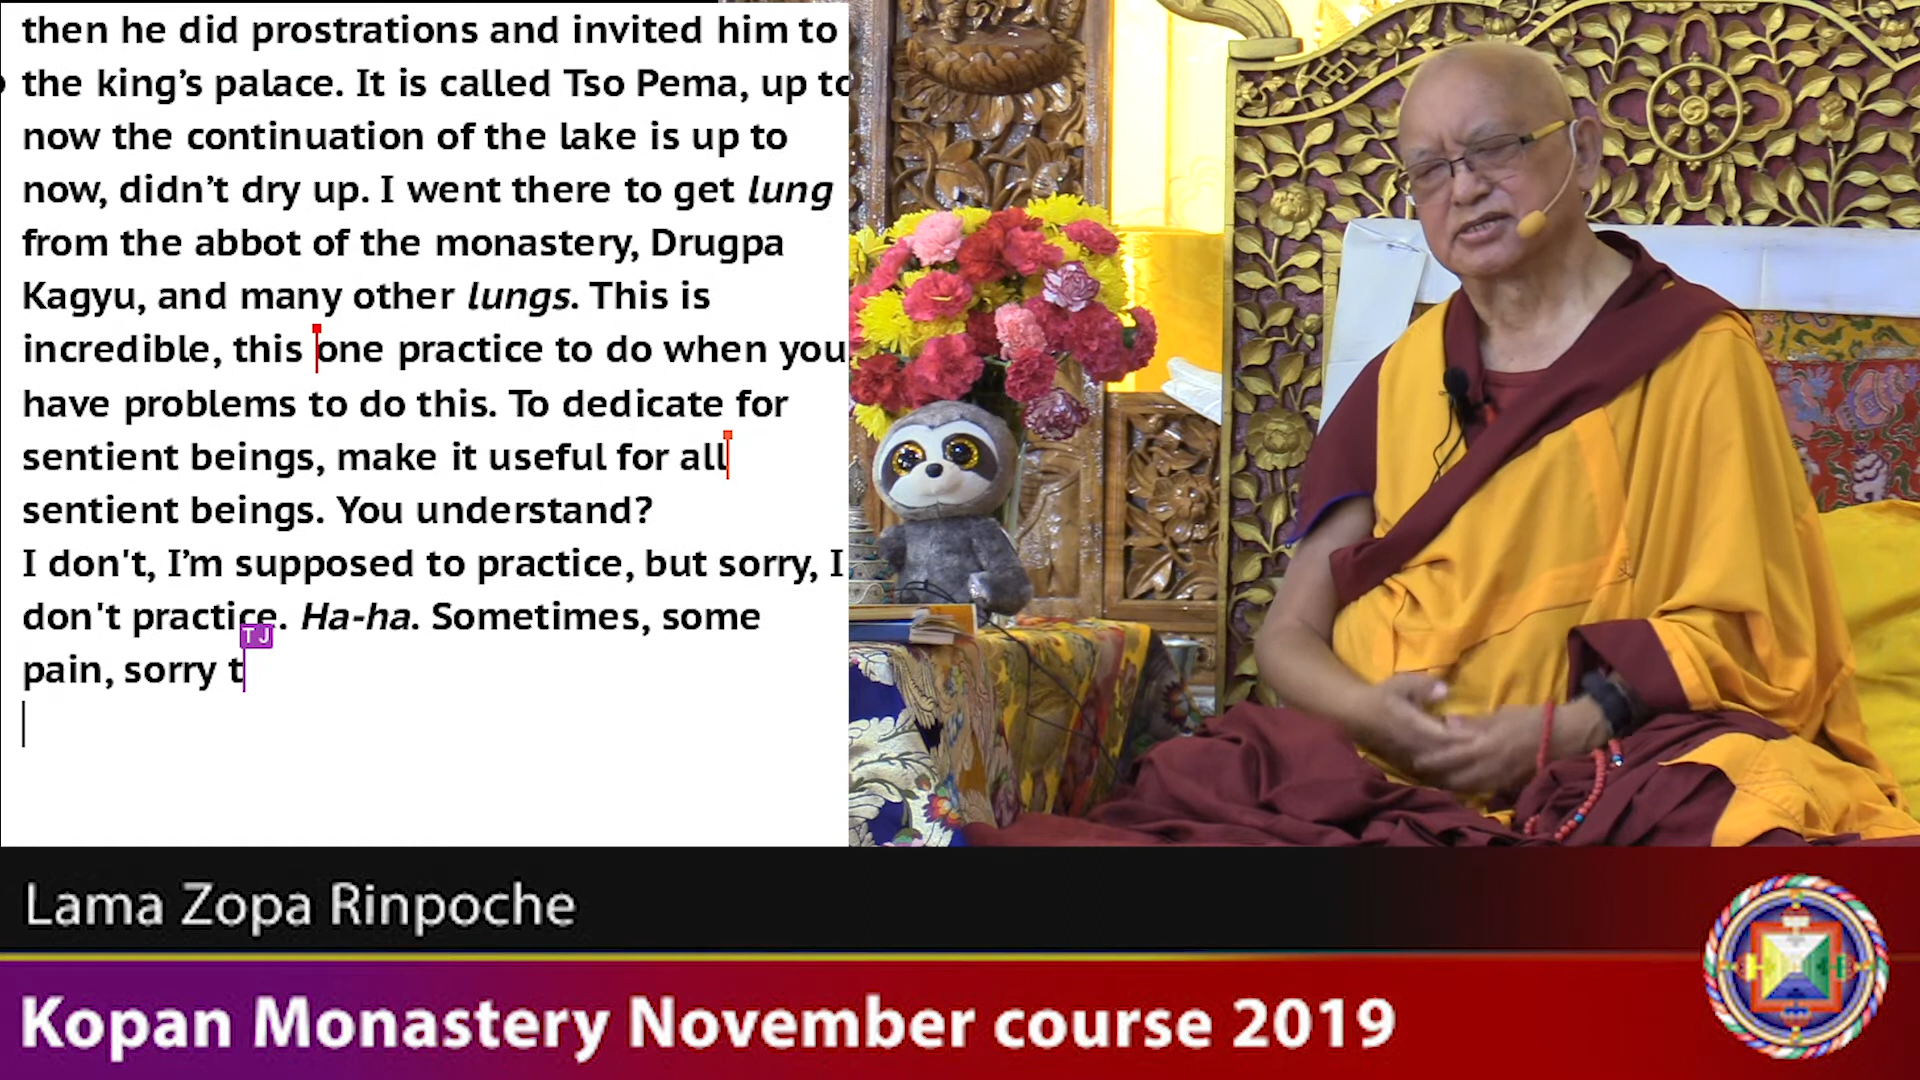 then he did prostrations and invited him to
the king’s palace. It is called Tso Pema, up to
now the continuation of the lake is up to
now, didn’t dry up. I went there to get lung
from the abbot of the monastery, Drugpa
Kagyu, and many other lungs. This is
incredible, this one practice to do when you
have problems to do this. To dedicate for
sentient beings, make it useful for all
sentient beings. You understand?
I don't, I’m supposed to practice, but sorry, I
don't practice. Ha-ha. Sometimes, some
TJ
pain, sorry t
Lama Zopa Rinpoche
Kopan Monastery November course 2019